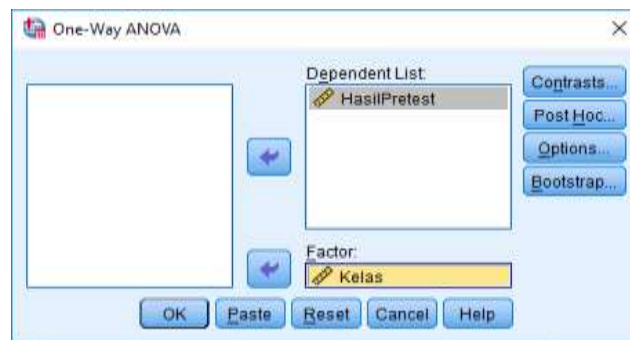 One-Way ANOVA
Dependent List:
HasilPretest
Contrasts...
Post Hoc...
Options...
Bootstrap...
Factor:
Kelas
OK Paste Reset Cancel Help